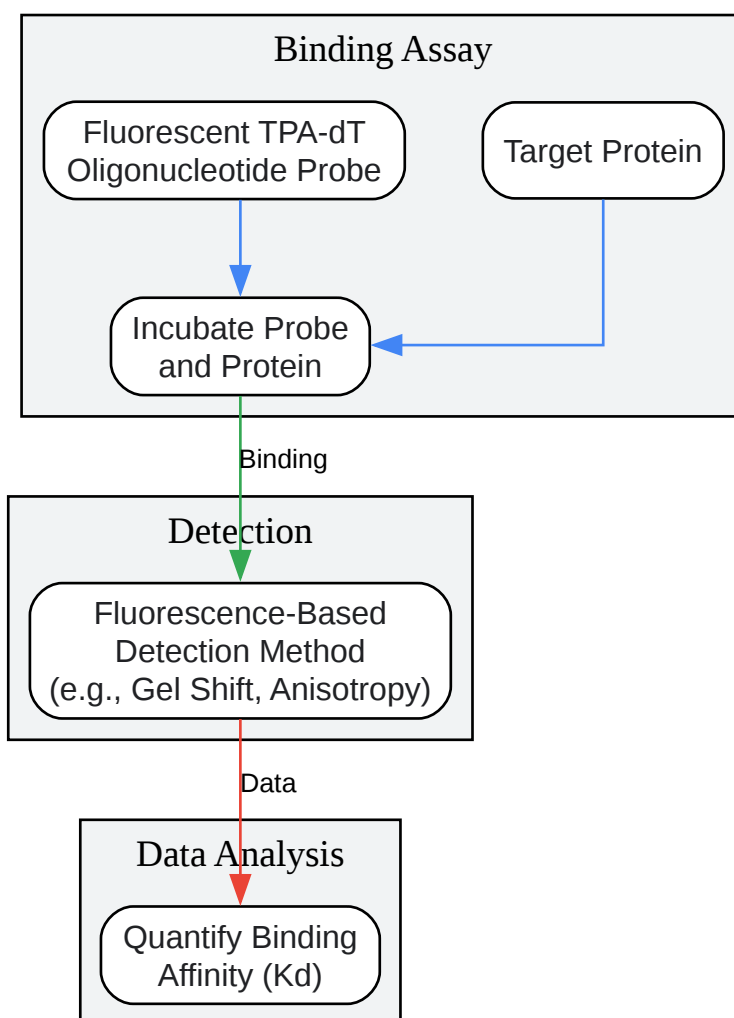 Binding Assay
Fluorescent TPA-dT
Oligonucleotide Probe
Target Protein
Incubate Probe
and Protein
Binding
Detection
Fluorescence-Based
Detection Method
(e.g., Gel Shift, Anisotropy)
Data
Data Analysis
Quantify Binding
Affinity (Kd)